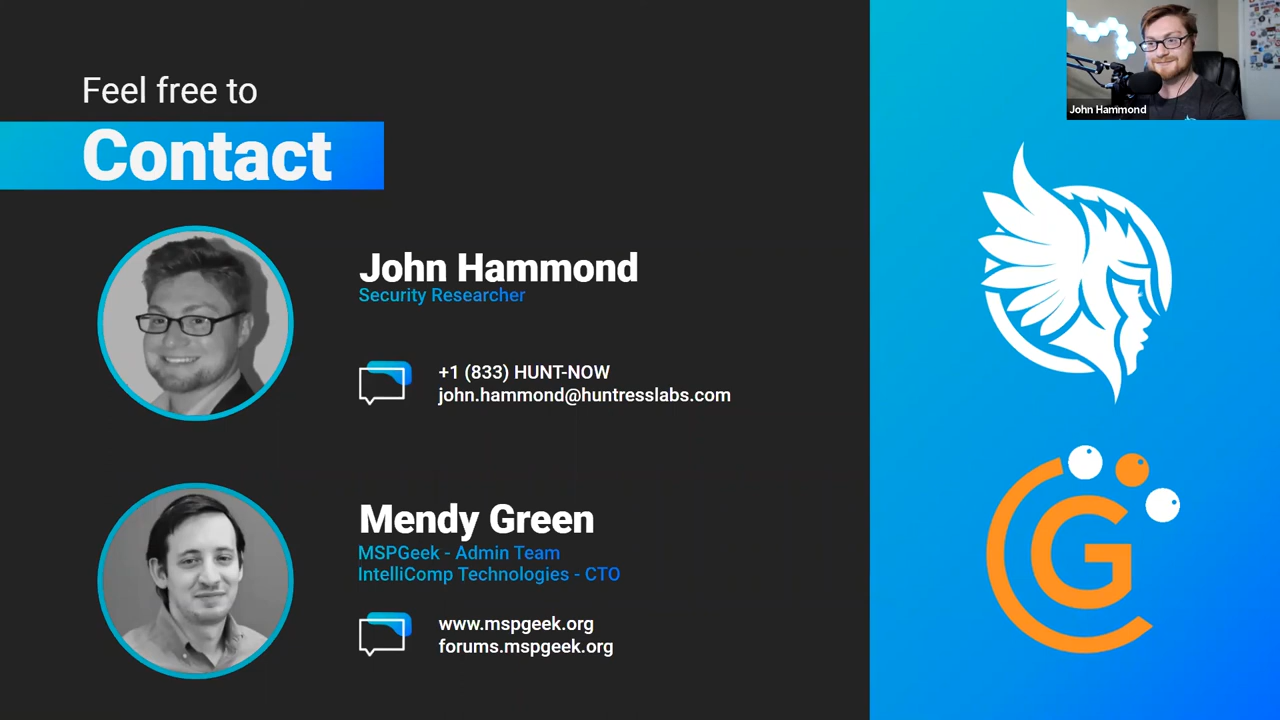 Feel free to
Contact
John Hammond
Security Researcher
+1 (833) HUNT-NOW
john.hammond@huntresslabs.com
Mendy Green
MSPGeek - Admin Team
IntelliComp Technologies - CTO
www.mspgeek.org
forums.mspgeek.org
John Hammond
G